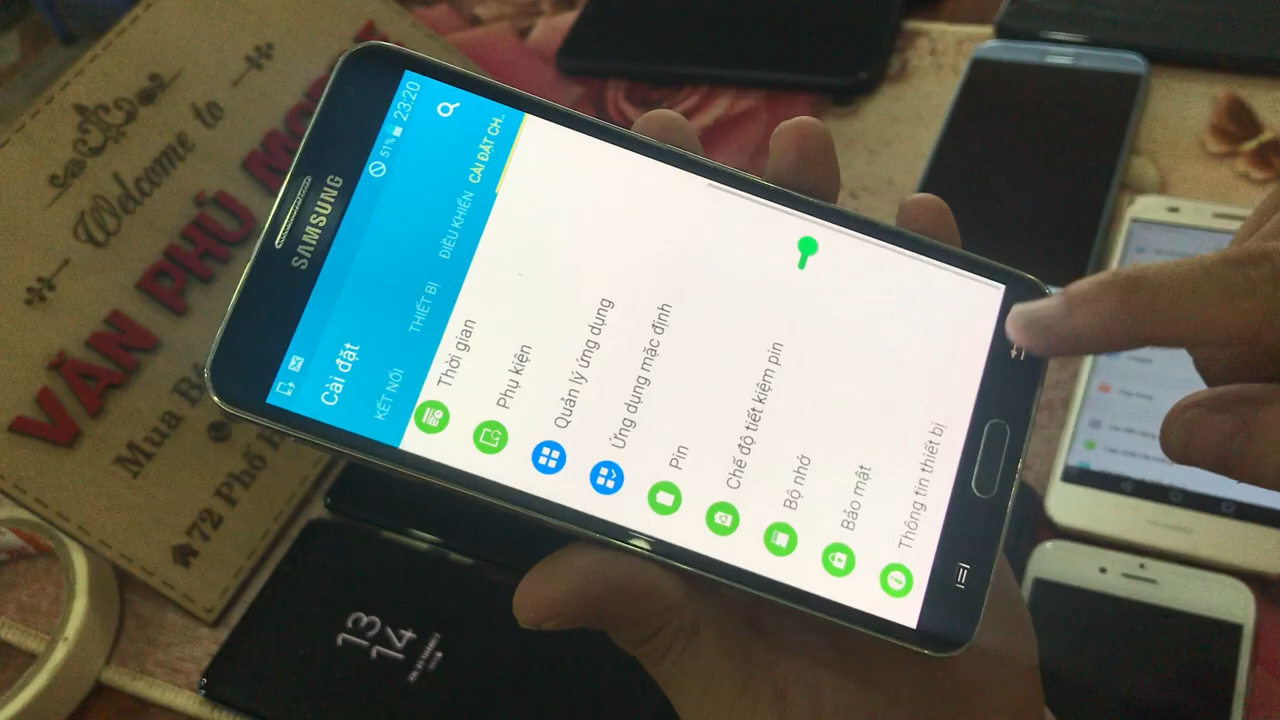 Welcome to
VĂN PHÚ
Mua
72 Phố
SAMSUNG
51% 23:20
Cài đặt
KẾT NỐI THIẾT BỊ ĐIỀU KHIỂN CÀI ĐẶT CH..
Thời gian
Phụ kiện
Quản lý ứng dụng
Ứng dụng mặc định
Pin
Chế độ tiết kiệm pin
Bộ nhớ
Bảo mật
Thông tin thiết bị
13
14